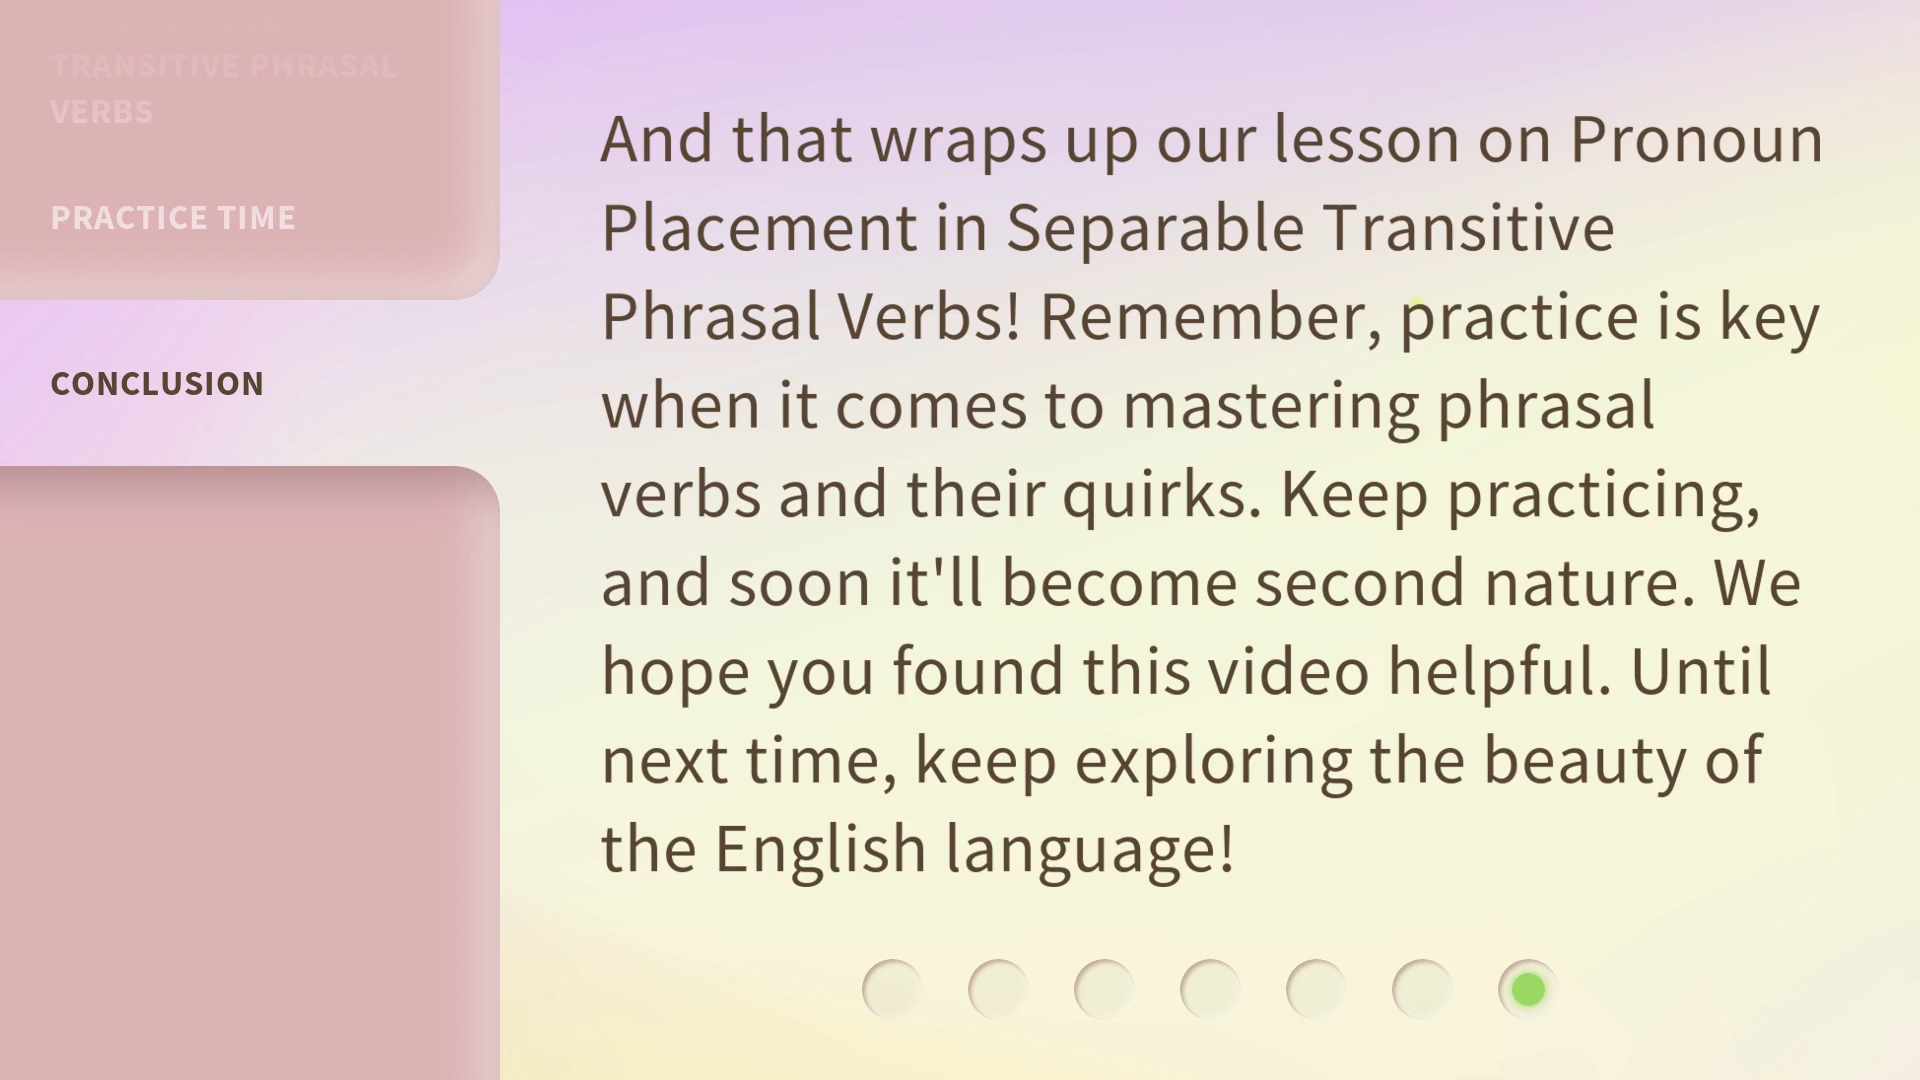 TRANSITIVE PHRASAL
VERBS
PRACTICE TIME
CONCLUSION
And that wraps up our lesson on Pronoun
Placement in Separable Transitive
Phrasal Verbs! Remember, practice is key
when it comes to mastering phrasal
verbs and their quirks. Keep practicing,
and soon it'll become second nature. We
hope you found this video helpful. Until
next time, keep exploring the beauty of
the English language!